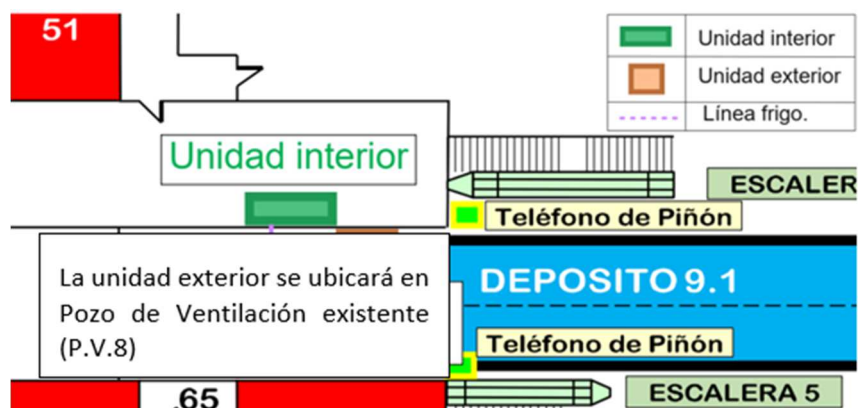 51
Unidad interior
Unidad exterior
Línea frigo.
Unidad interior
ESCALER
Teléfono de Piñón
La unidad exterior se ubicará en
Pozo de Ventilación existente
(P.V.8)
DEPOSITO 9.1
Teléfono de Piñón
.65
ESCALERA 5